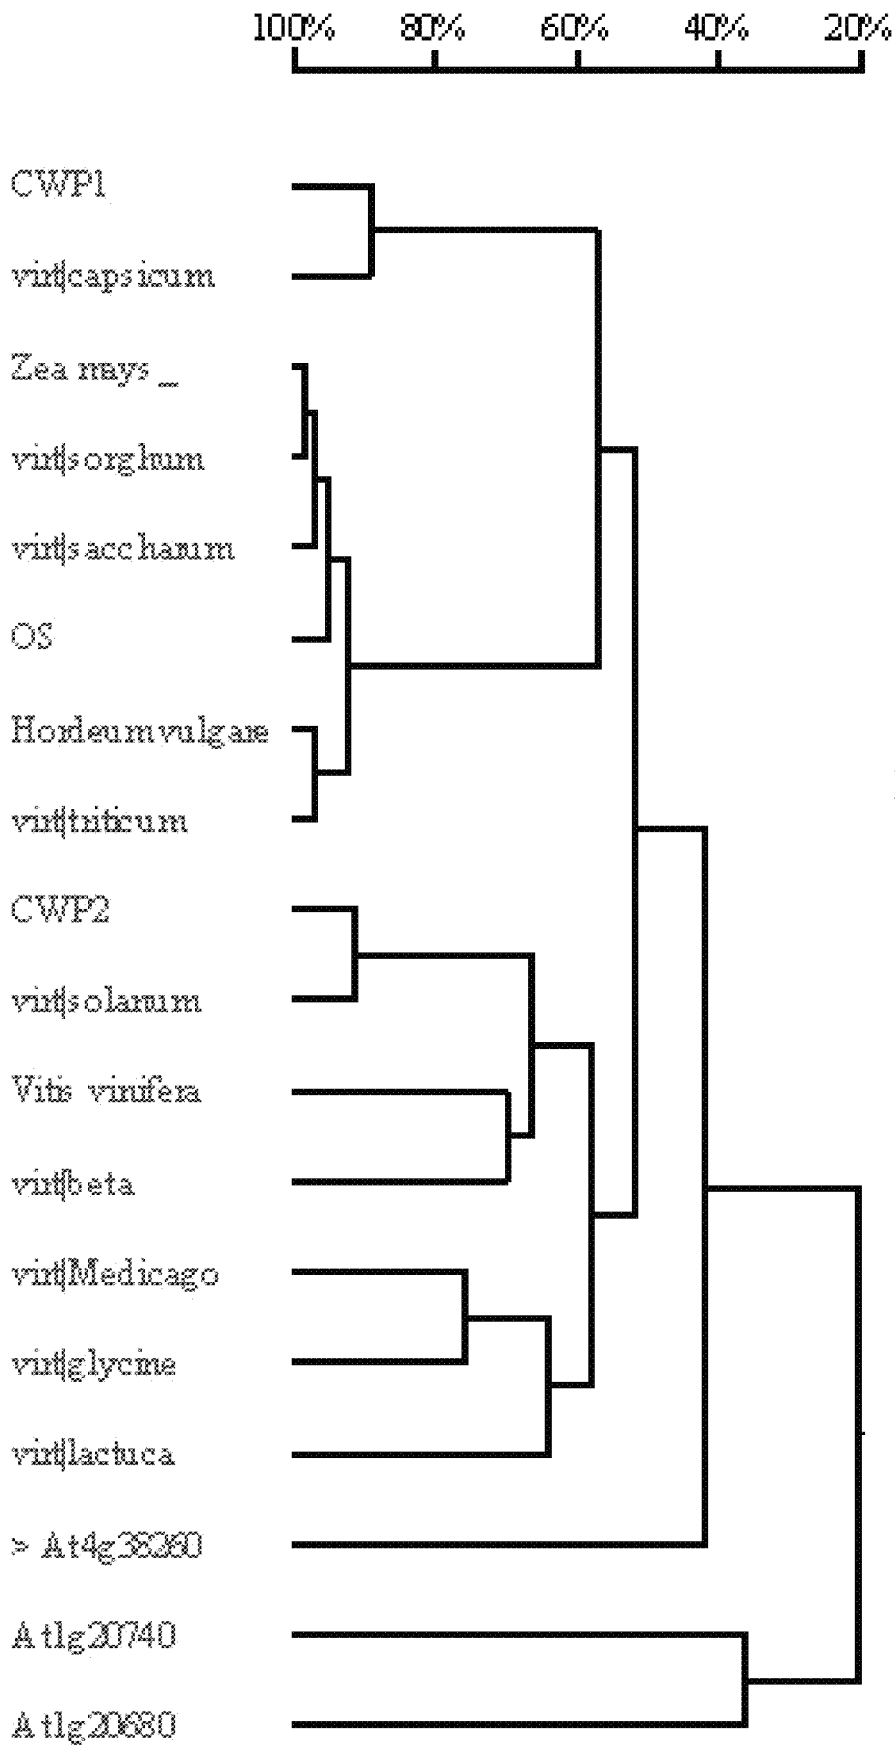 100% 80% 60% 40% 20%
CWP1
virt|capsicum
Zea mays_
virt|sorghum
virt|saccharum
OS
Hordeum vulgare
virt|triticum
CWP2
virt|solanum
Vitis vinifera
virt|beta
virt|Medicago
virt|glycine
virt|lactuca
> At4g38260
At1g20740
At1g20680